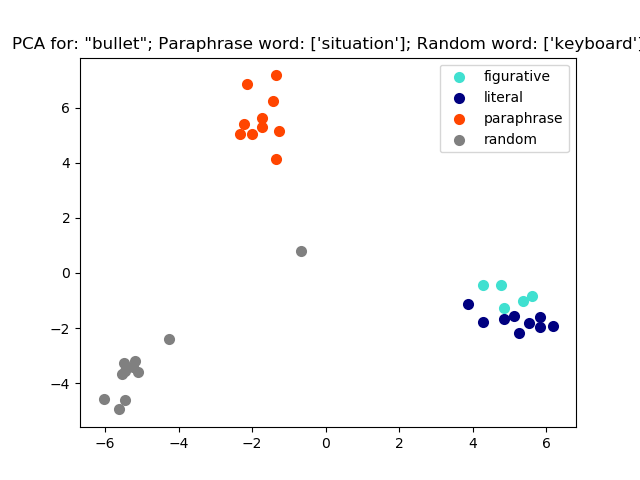 PCA for: "bullet"; Paraphrase word: ['situation']; Random word: ['keyboard']
figurative
literal
paraphrase
random
6
4
2
0
−2
−4
−6 −4 −2 0 2 4 6